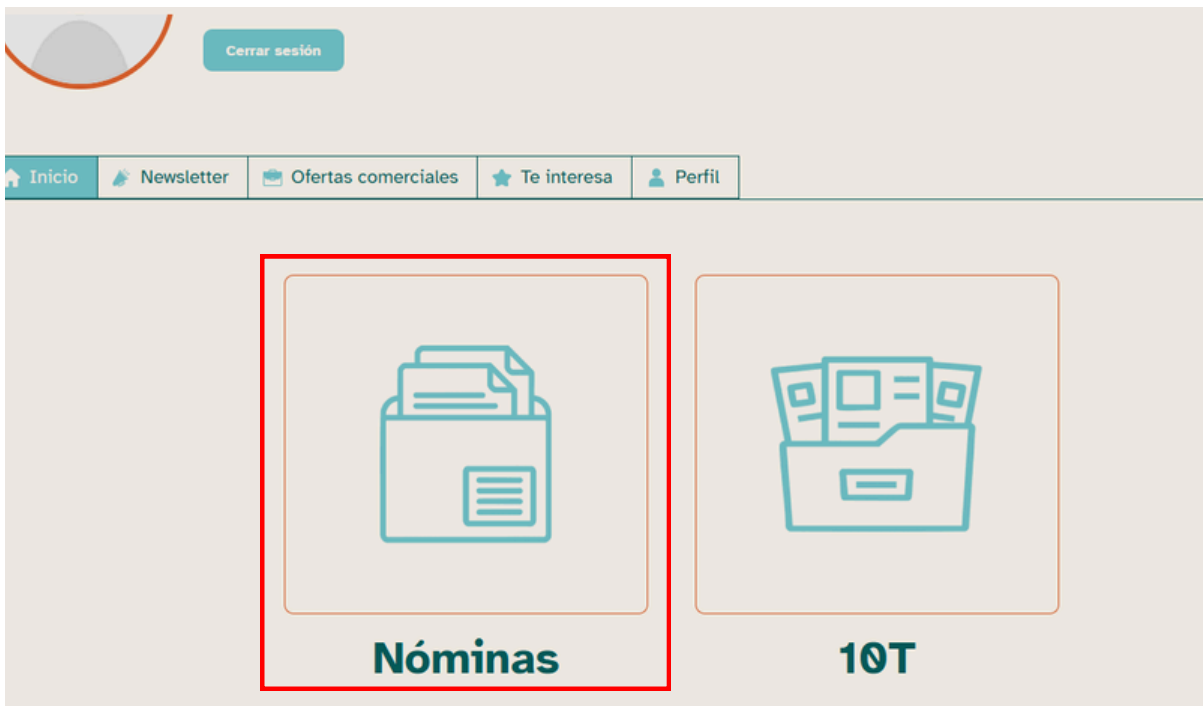 Cerrar sesión
Inicio
Newsletter
Ofertas comerciales
Te interesa
Perfil
Nóminas
10T